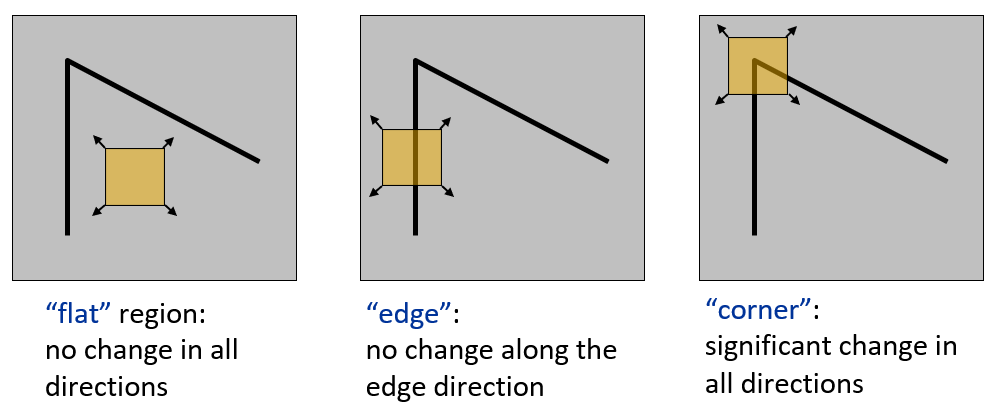 “flat” region:
no change in all
directions
“edge”:
no change along the
edge direction
“corner”:
significant change in
all directions